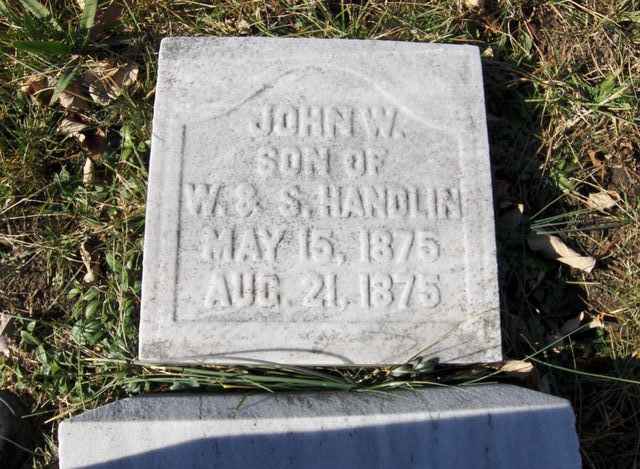 JOHN W.
SON OF
W. & S. HANDLIN
MAY 15, 1875
AUG. 21, 1875